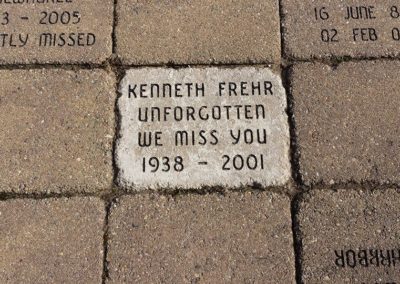 3 - 2005
TLY MISSED
16 JUNE 8
02 FEB 0
KENNETH FREHR
UNFORGOTTEN
WE MISS YOU
1938 - 2001